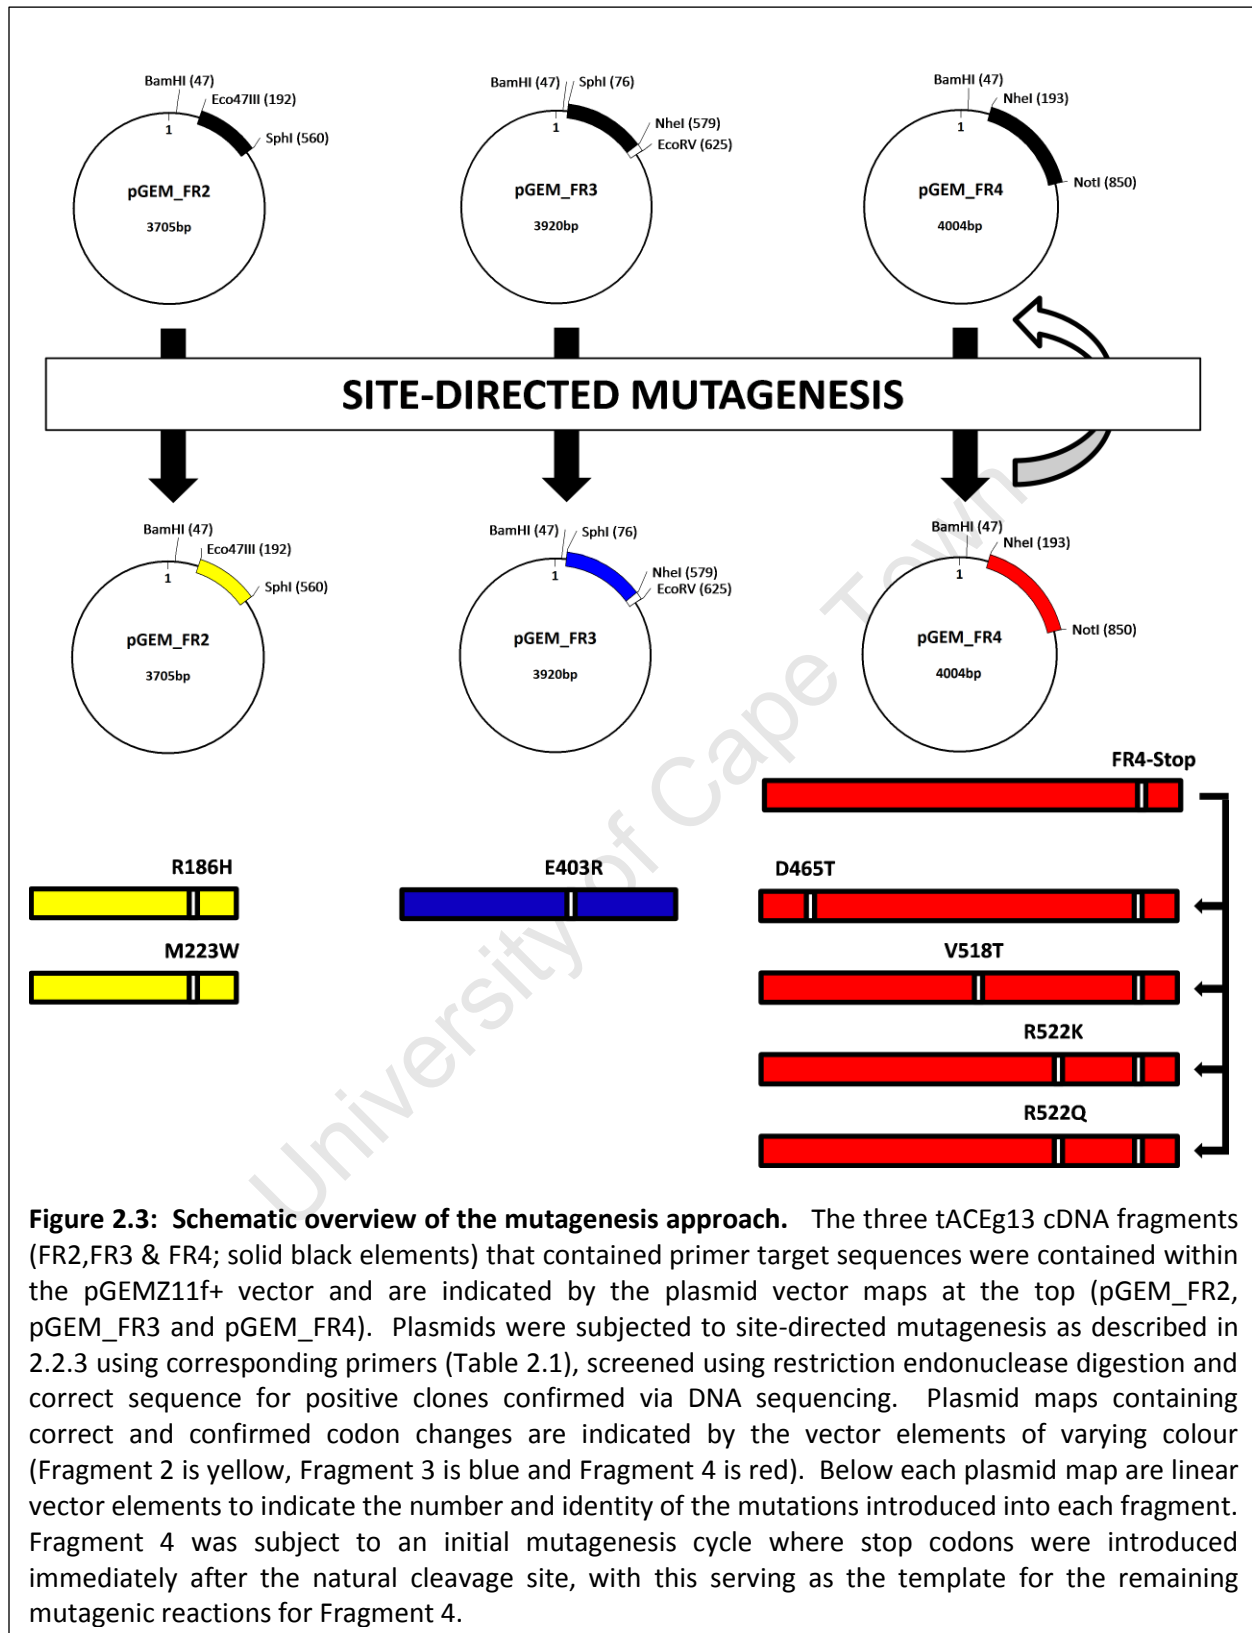 BamHI (47)
Eco47III (192)
SphI (560)
1
pGEM_FR2
3705bp
BamHI (47)
SphI (76)
NheI (579)
EcoRV (625)
1
pGEM_FR3
3920bp
BamHI (47)
NheI (193)
NotI (850)
1
pGEM_FR4
4004bp
SITE-DIRECTED MUTAGENESIS
BamHI (47)
Eco47III (192)
SphI (560)
1
pGEM_FR2
3705bp
BamHI (47)
SphI (76)
NheI (579)
EcoRV (625)
1
pGEM_FR3
3920bp
BamHI (47)
NheI (193)
NotI (850)
1
pGEM_FR4
4004bp
FR4-Stop
R186H
E403R
D465T
M223W
V518T
R522K
R522Q
University of Cape Town
Figure 2.3: Schematic overview of the mutagenesis approach. The three tACEg13 cDNA fragments
(FR2,FR3 & FR4; solid black elements) that contained primer target sequences were contained within
the pGEMZ11f+ vector and are indicated by the plasmid vector maps at the top (pGEM_FR2,
pGEM_FR3 and pGEM_FR4). Plasmids were subjected to site-directed mutagenesis as described in
2.2.3 using corresponding primers (Table 2.1), screened using restriction endonuclease digestion and
correct sequence for positive clones confirmed via DNA sequencing. Plasmid maps containing
correct and confirmed codon changes are indicated by the vector elements of varying colour
(Fragment 2 is yellow, Fragment 3 is blue and Fragment 4 is red). Below each plasmid map are linear
vector elements to indicate the number and identity of the mutations introduced into each fragment.
Fragment 4 was subject to an initial mutagenesis cycle where stop codons were introduced
immediately after the natural cleavage site, with this serving as the template for the remaining
mutagenic reactions for Fragment 4.